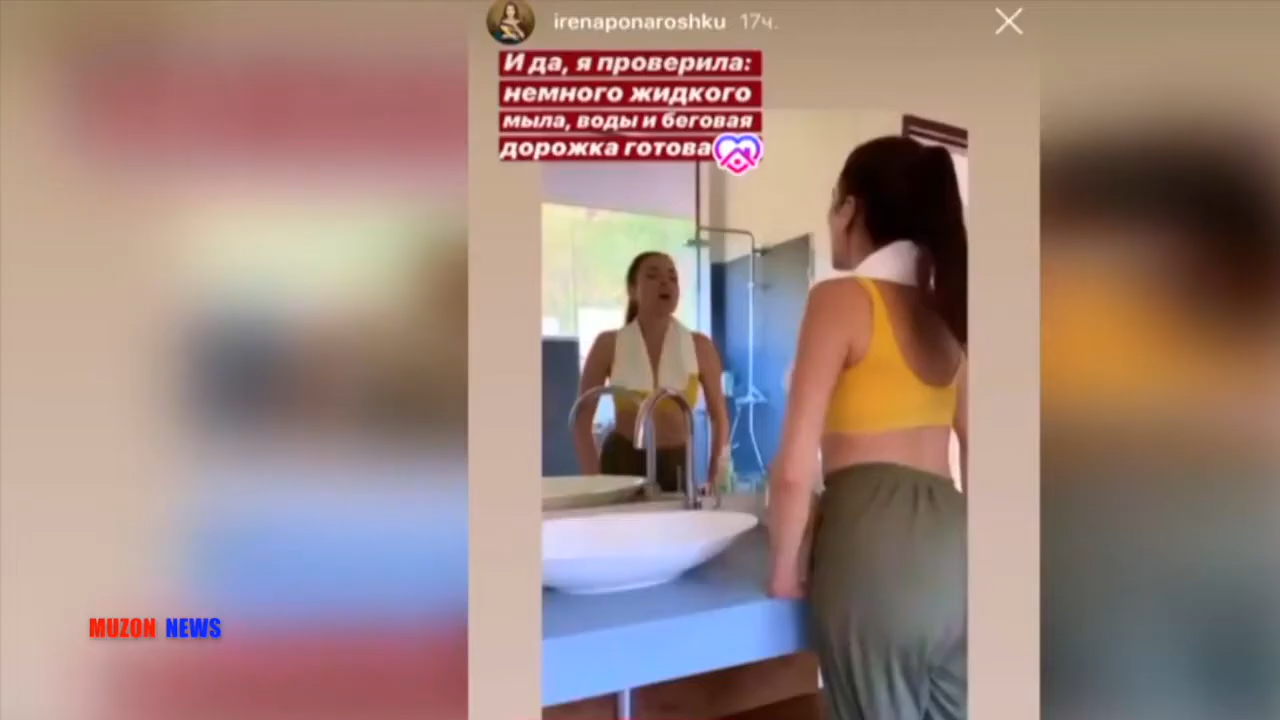 irenaponaroshku 17ч.
И да, я проверила:
немного жидкого
мыла, воды и беговая
дорожка готова
MUZON NEWS